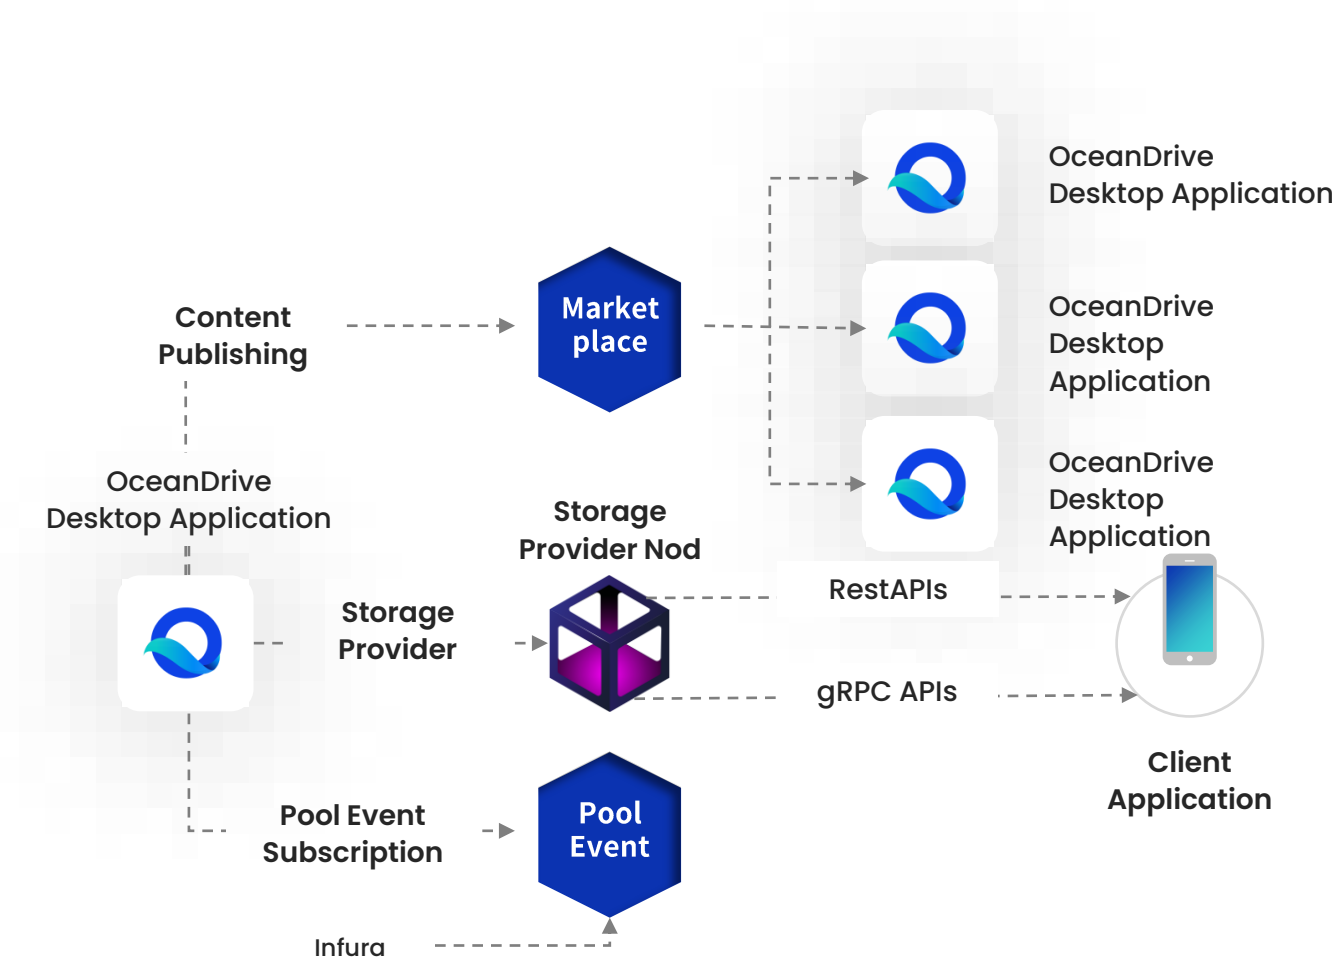 OceanDrive
Desktop Application
Content
Publishing
Market
place
OceanDrive
Desktop
Application
OceanDrive
Desktop Application
OceanDrive
Desktop
Application
Storage
Provider Nod
Storage
Provider
RestAPIs
gRPC APIs
Client
Application
Pool Event
Subscription
Pool
Event
Infura